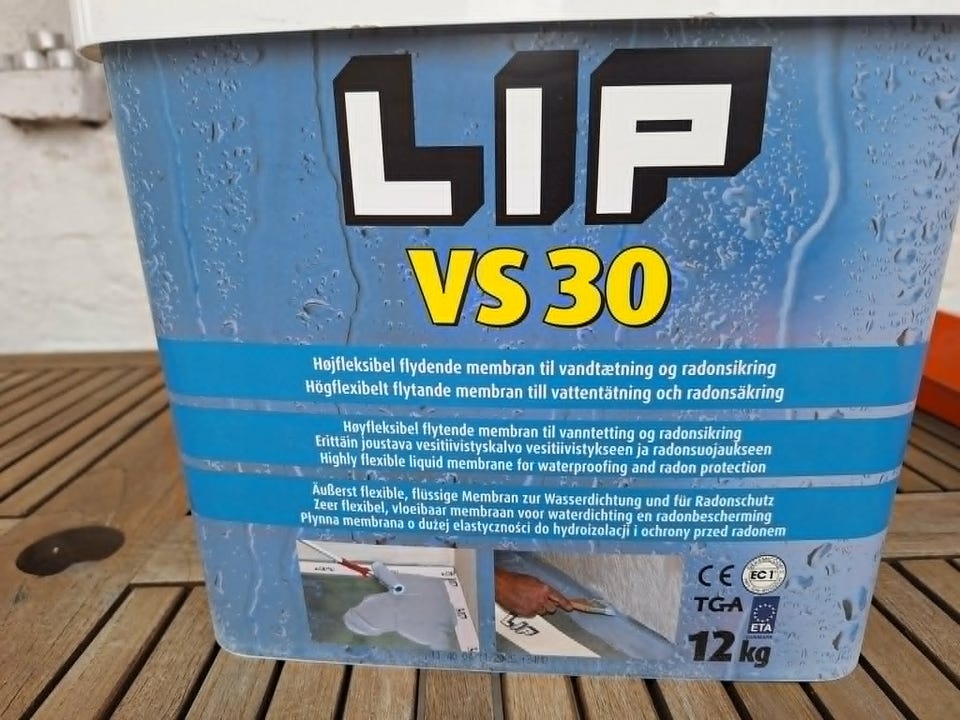 LIP
VS 30
Højfleksibel flydende membran til vandtætning og radonsikring
Högflexibelt flytande membran till vattentätning och radonsäkring
Høyfleksibel flytende membran til vanntetting og radonsikring
Erittäin joustava vesitiivistyskalvo vesitiivistykseen ja radonsuojaukseen
Highly flexible liquid membrane for waterproofing and radon protection
Äußerst flexible, flüssige Membran zur Wasserdichtung und für Radonschutz
Zeer flexibel, vloeibaar membraan voor waterdichting en radonbescherming
Płynna membrana o dużej elastyczności do hydroizolacji i ochrony przed radonem
CE
EC1
TGA
ETA
DANMARK
12 kg
LIP